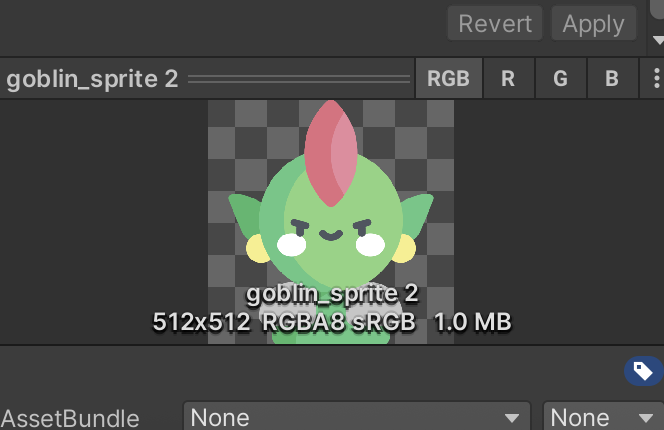 Revert Apply
goblin_sprite 2 RGB R G B
goblin_sprite 2
512x512 RGBA8 sRGB 1.0 MB
AssetBundle None None